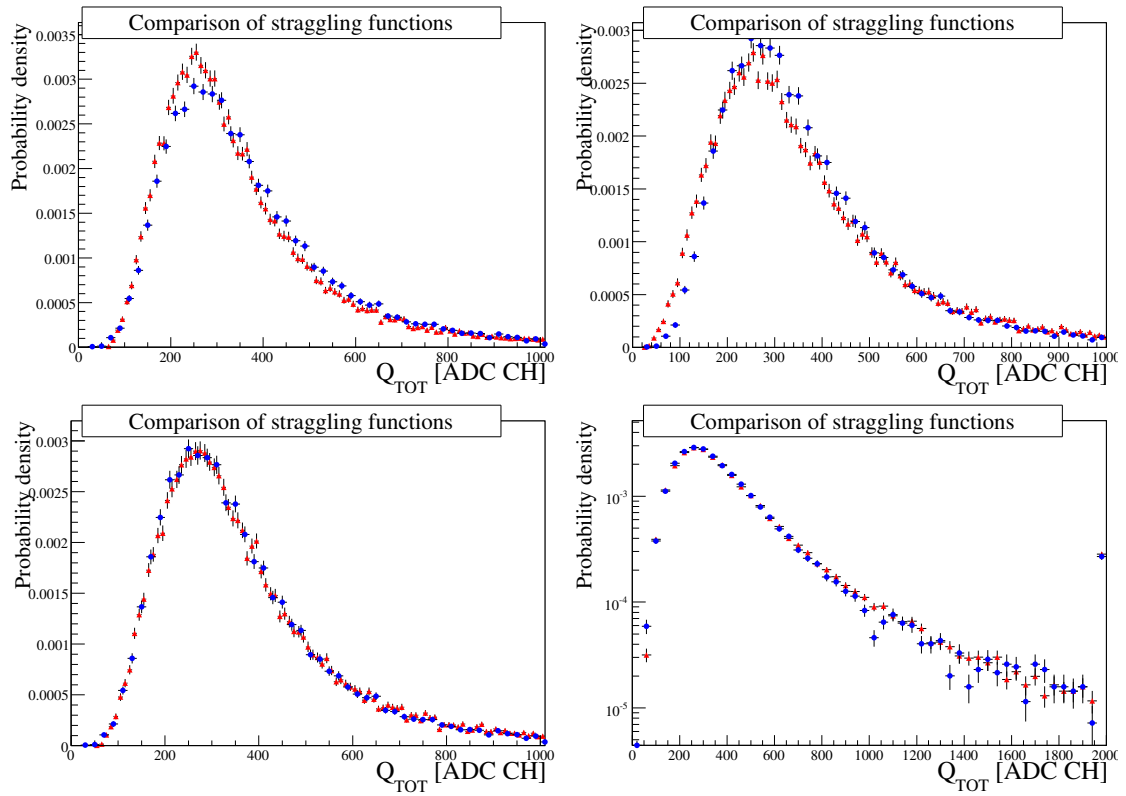 Comparison of straggling functions
Probability density
0.0035
0.003
0.0025
0.002
0.0015
0.001
0.0005
0
0 200 400 600 800 1000
Q_TOT [ADC CH]
Comparison of straggling functions
Probability density
0.003
0.0025
0.002
0.0015
0.001
0.0005
0
0 100 200 300 400 500 600 700 800 900 1000
Q_TOT [ADC CH]
Comparison of straggling functions
Probability density
0.003
0.0025
0.002
0.0015
0.001
0.0005
0
0 200 400 600 800 1000
Q_TOT [ADC CH]
Comparison of straggling functions
Probability density
10^-3
10^-4
10^-5
0 200 400 600 800 1000 1200 1400 1600 1800 2000
Q_TOT [ADC CH]